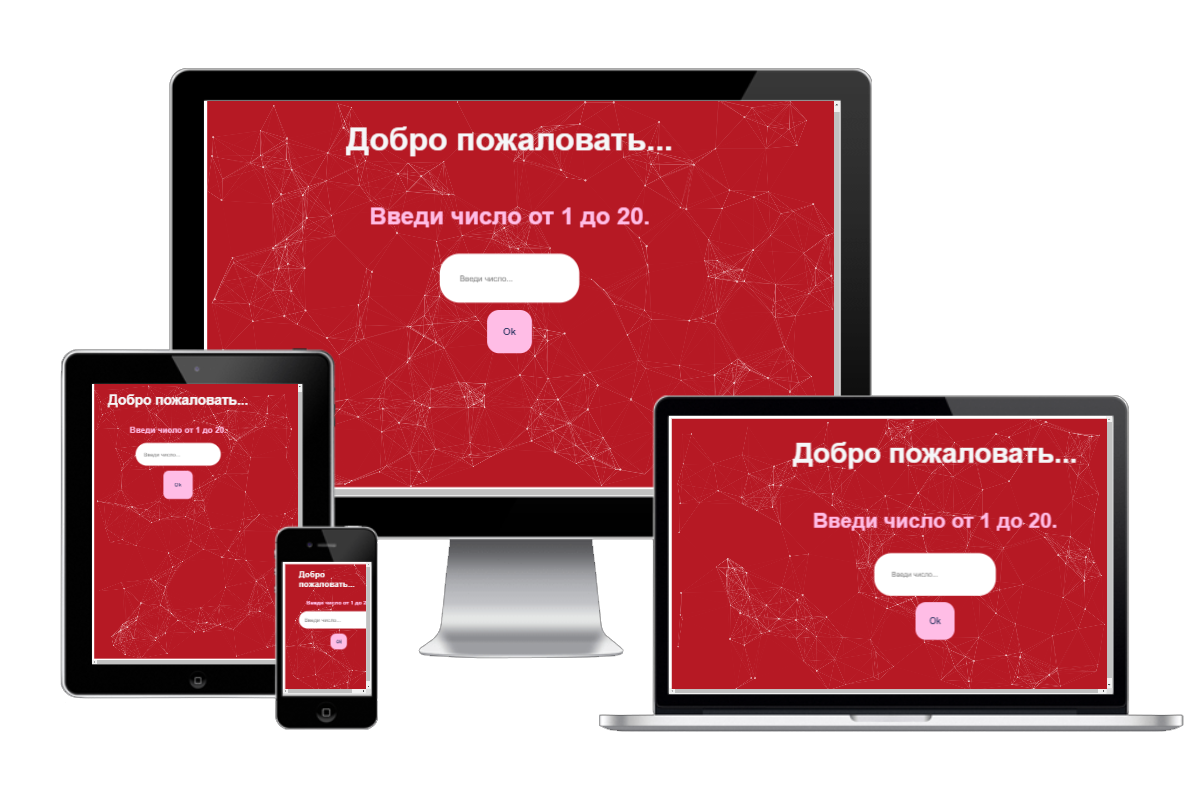 Добро пожаловать...
Введи число от 1 до 20.
Введи число...
Ok
Добро пожаловать...
Введи число от 1 до 20.
Введи число...
Ok
Добро
пожаловать...
Введи число от 1 до 2
Введи число...
ОК
Добро пожаловать...
Введи число от 1 до 20.
Введи число...
Ok